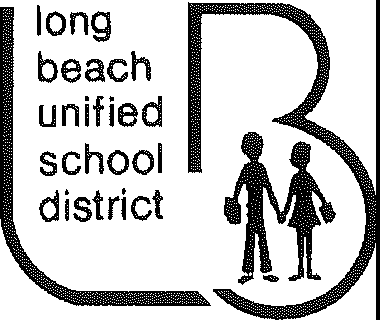 long
beach
unified
school
district